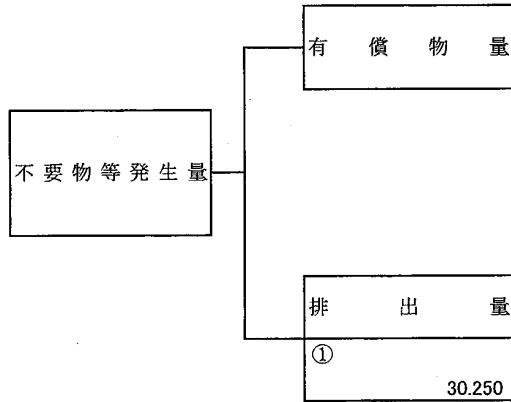 有償物量
不要物等発生量
排出量
①
30.250